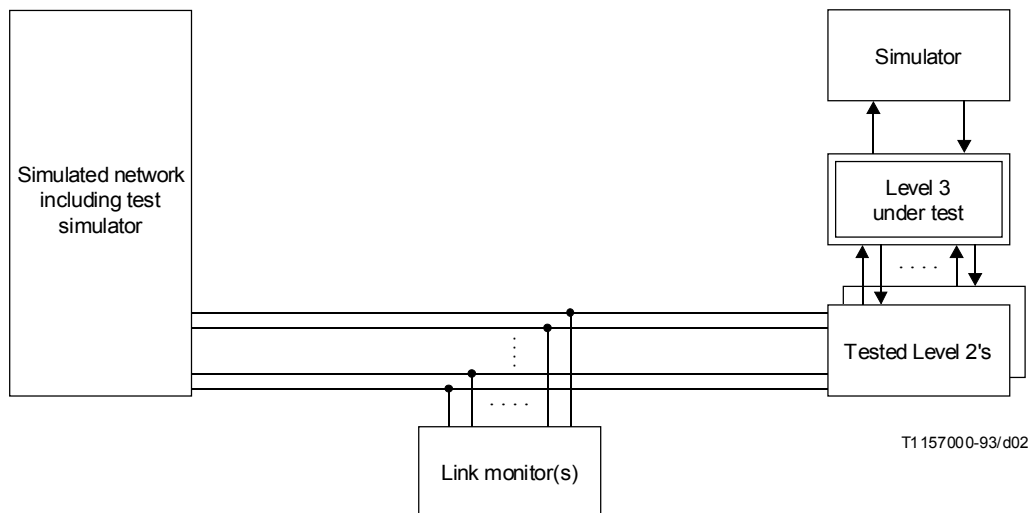 Simulator
Simulated network
including test
simulator
Level 3
under test
. . . .
Tested Level 2's
. . . .
T1157000-93/d02
Link monitor(s)